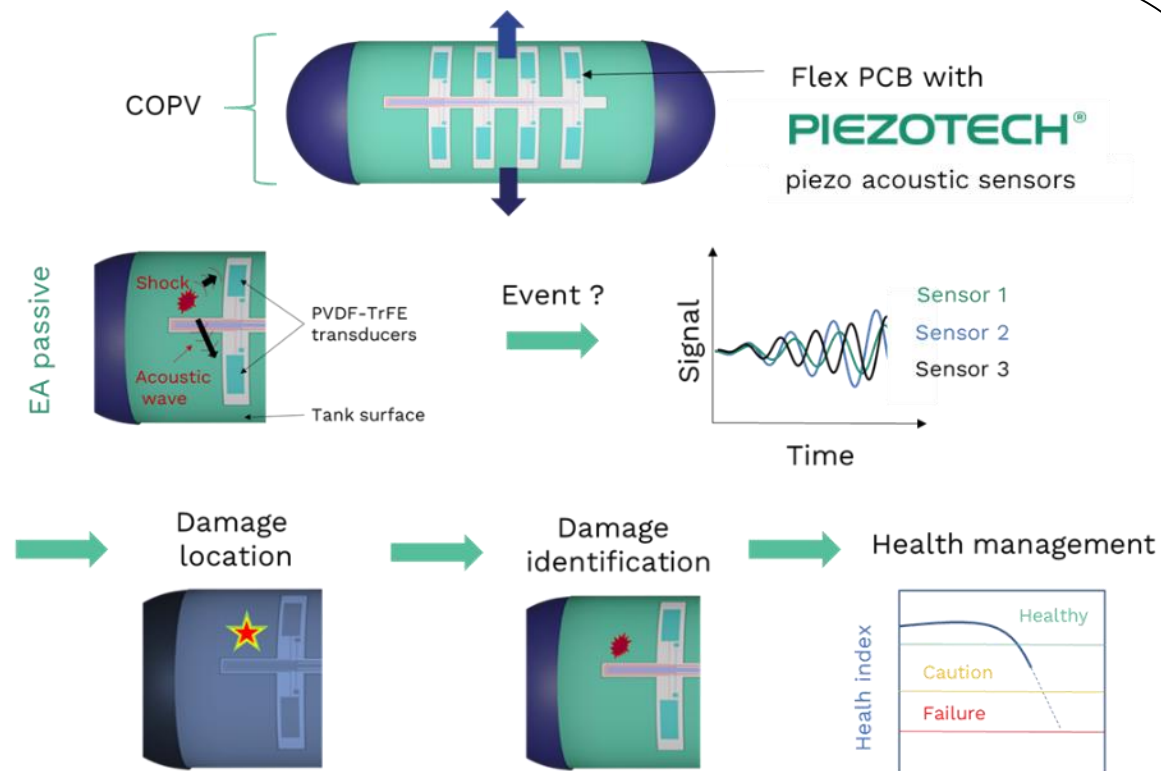 COPV
Flex PCB with
PIEZOTECH®
piezo acoustic sensors
EA passive
Shock
Acoustic
wave
PVDF-TrFE
transducers
Tank surface
Event ?
Signal
Time
Sensor 1
Sensor 2
Sensor 3
Damage
location
Damage
identification
Health management
Healh index
Healthy
Caution
Failure